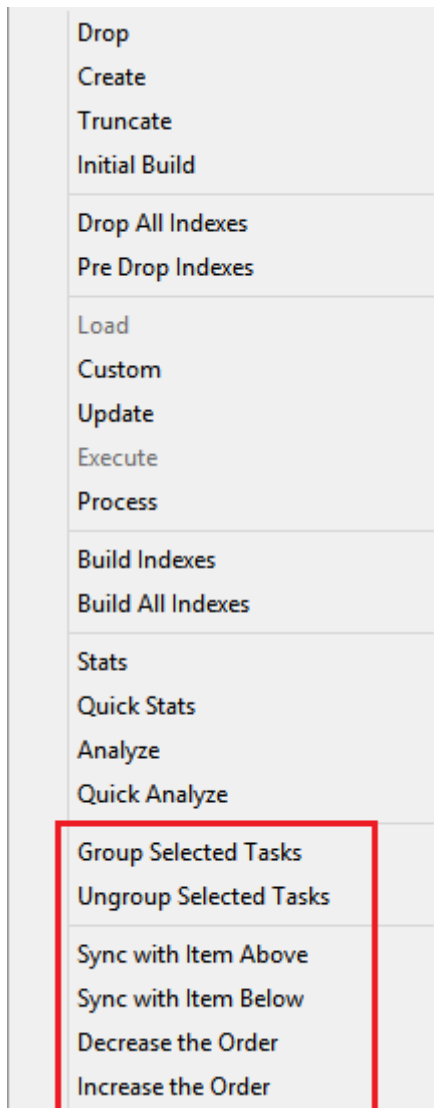 Drop
Create
Truncate
Initial Build
Drop All Indexes
Pre Drop Indexes
Load
Custom
Update
Execute
Process
Build Indexes
Build All Indexes
Stats
Quick Stats
Analyze
Quick Analyze
Group Selected Tasks
Ungroup Selected Tasks
Sync with Item Above
Sync with Item Below
Decrease the Order
Increase the Order